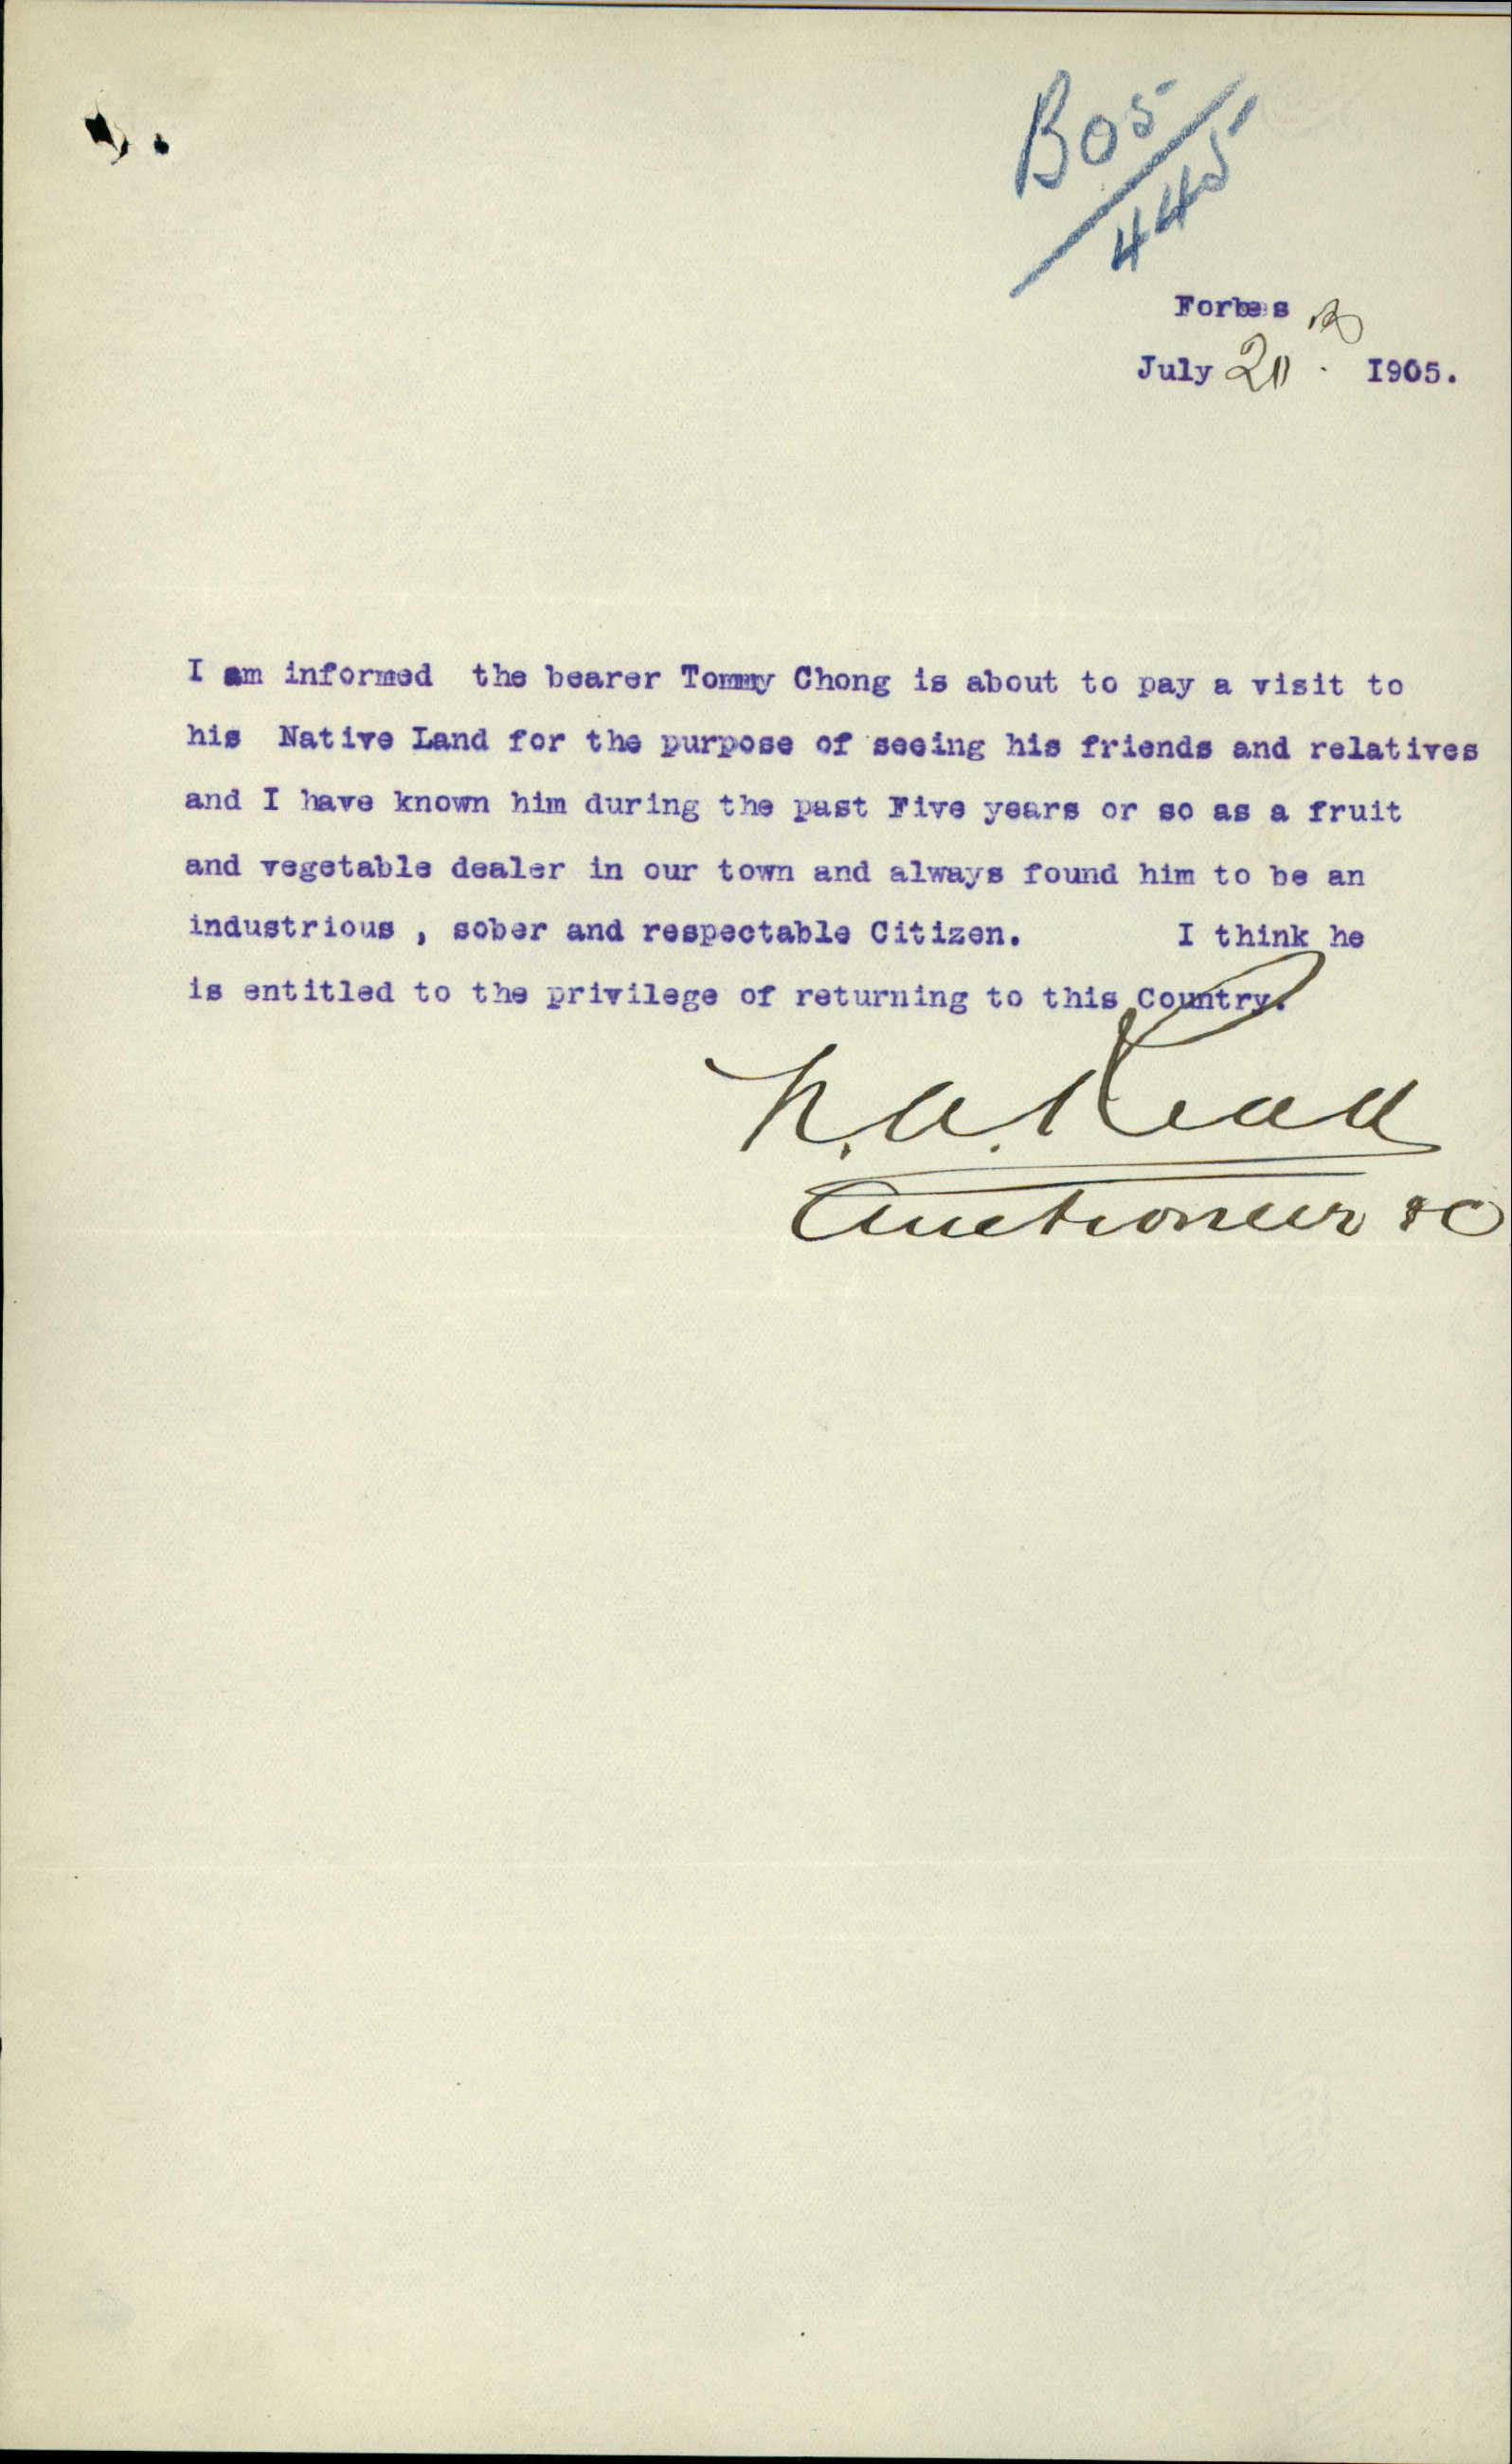 B05/445
Forbes
July 20th 1905.
I am informed the bearer Tommy Chong is about to pay a visit to
his Native Land for the purpose of seeing his friends and relatives
and I have known him during the past Five years or so as a fruit
and vegetable dealer in our town and always found him to be an
industrious , sober and respectable Citizen. I think he
is entitled to the privilege of returning to this Country.
Read
Auctioneer &c